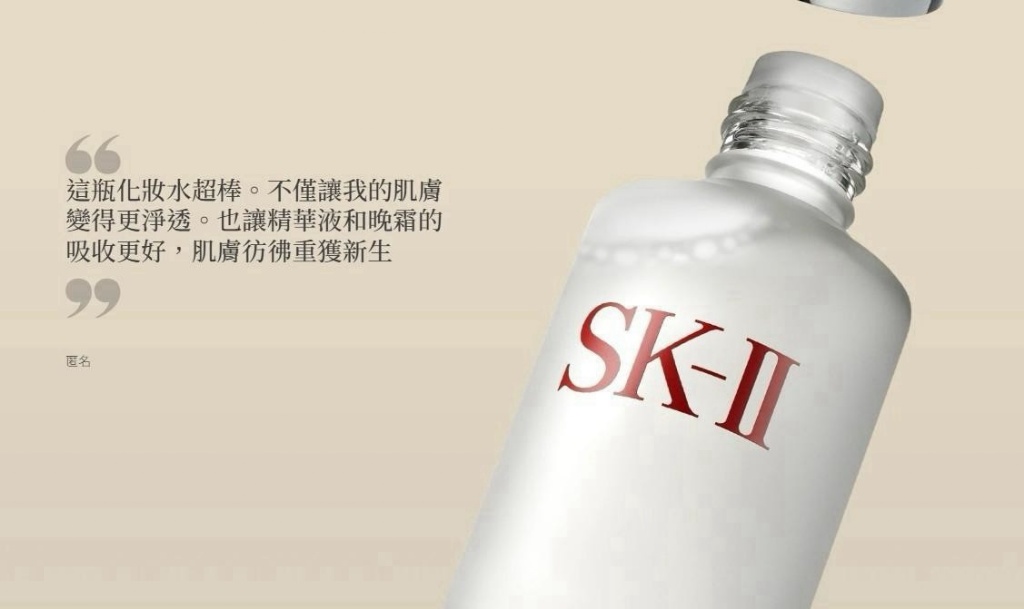 “
這瓶化妝水超棒。不僅讓我的肌膚
變得更淨透。也讓精華液和晚霜的
吸收更好，肌膚彷彿重獲新生
”
匿名
SK-II